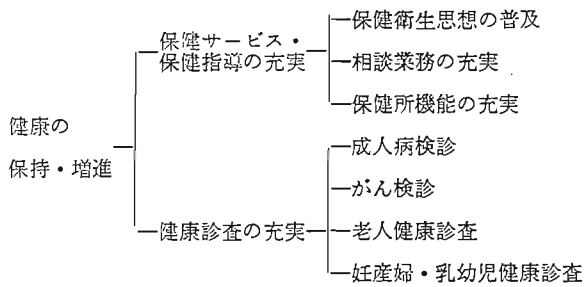 健康の
保持・増進
保健サービス・
保健指導の充実
保健衛生思想の普及
相談業務の充実
保健所機能の充実
健康診査の充実
成人病検診
がん検診
老人健康診査
妊産婦・乳幼児健康診査